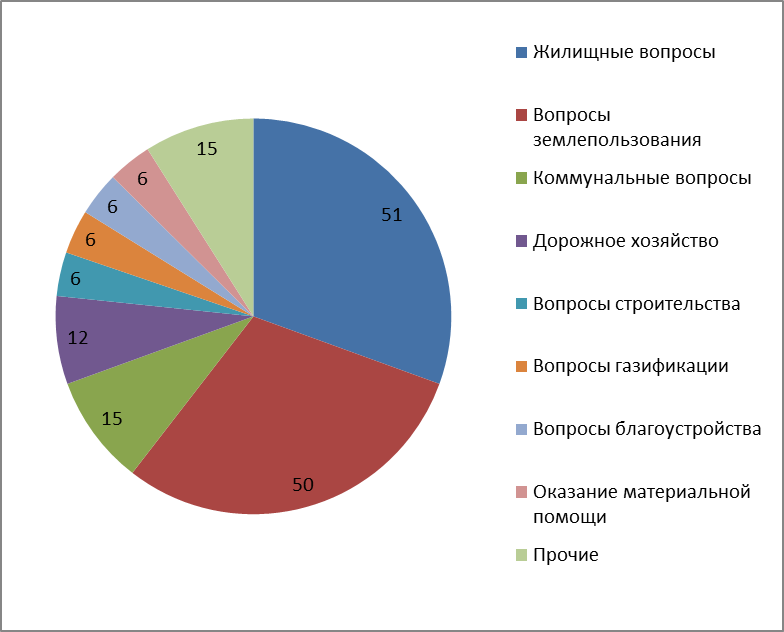 51
50
15
12
6
6
6
6
15
Жилищные вопросы
Вопросы
землепользования
Коммунальные вопросы
Дорожное хозяйство
Вопросы строительства
Вопросы газификации
Вопросы благоустройства
Оказание материальной
помощи
Прочие